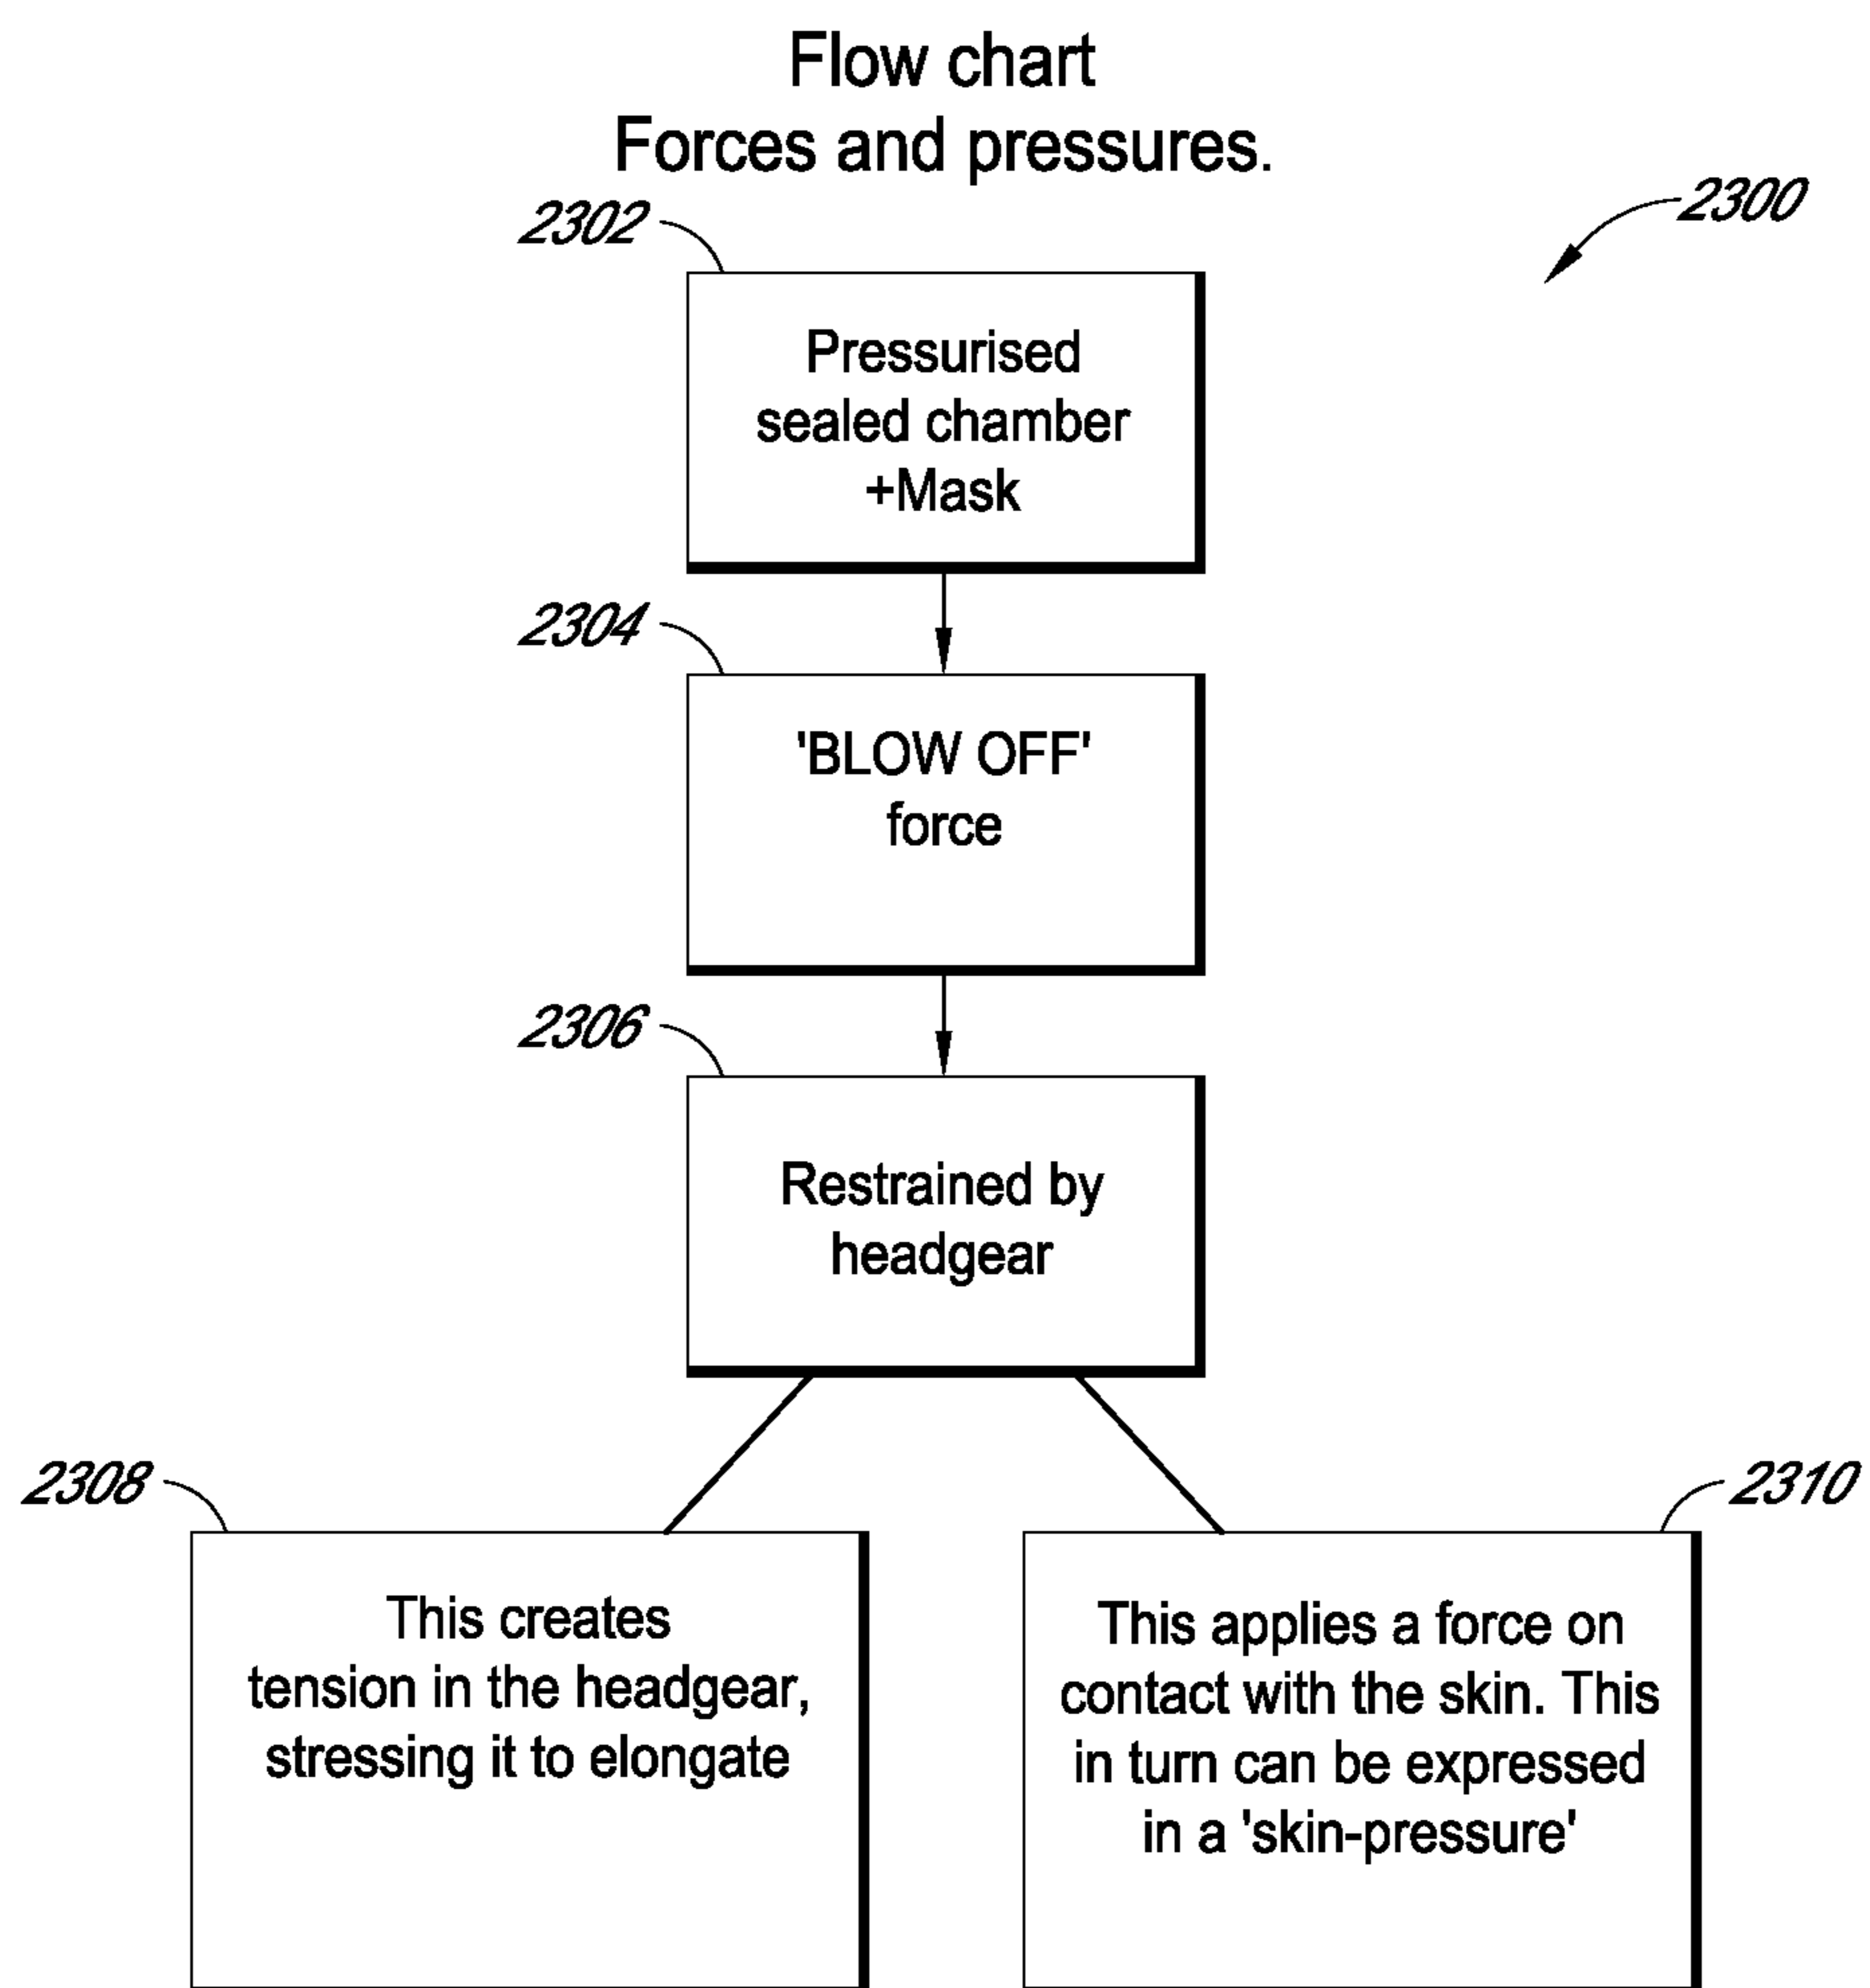 Flow chart
Forces and pressures.
2300
2302
Pressurised
sealed chamber
+Mask
2304
'BLOW OFF'
force
2306
Restrained by
headgear
2308
This creates
tension in the headgear,
stressing it to elongate
2310
This applies a force on
contact with the skin. This
in turn can be expressed
in a 'skin-pressure'